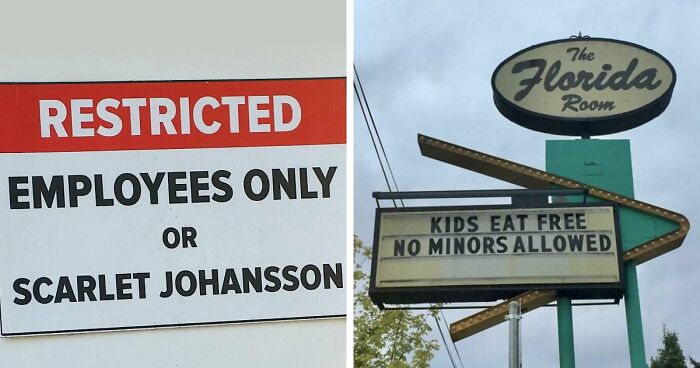 RESTRICTED
EMPLOYEES ONLY
OR
SCARLET JOHANSSON
The
Florida
Room
KIDS EAT FREE
NO MINORS ALLOWED